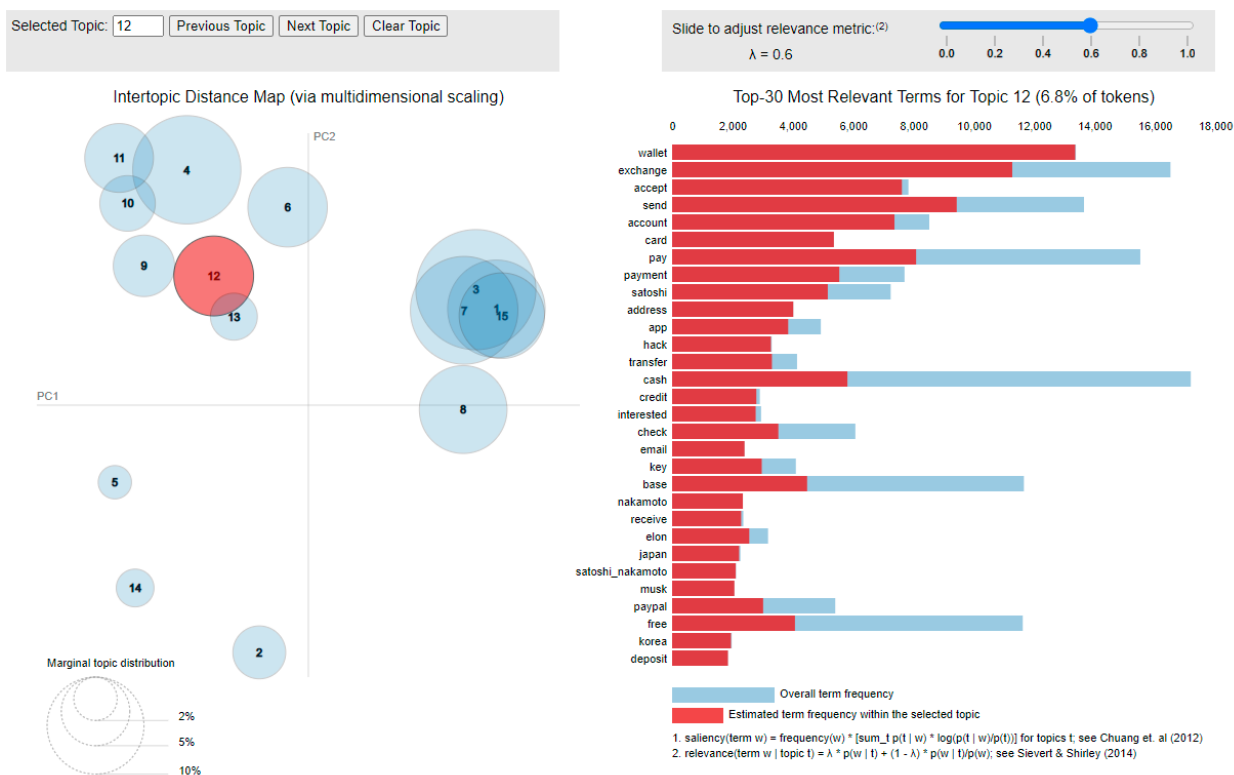 Selected Topic: 12 Previous Topic Next Topic Clear Topic
Slide to adjust relevance metric:(2)
λ = 0.6
0.0 0.2 0.4 0.6 0.8 1.0
Intertopic Distance Map (via multidimensional scaling)
PC2
PC1
11
4
10
6
9
12
13
3
7
1
15
8
5
14
2
Marginal topic distribution
2%
5%
10%
Top-30 Most Relevant Terms for Topic 12 (6.8% of tokens)
0 2,000 4,000 6,000 8,000 10,000 12,000 14,000 16,000 18,000
wallet
exchange
accept
send
account
card
pay
payment
satoshi
address
app
hack
transfer
cash
credit
interested
check
email
key
base
nakamoto
receive
elon
japan
satoshi_nakamoto
musk
paypal
free
korea
deposit
Overall term frequency
Estimated term frequency within the selected topic
1. saliency(term w) = frequency(w) * [sum_t p(t | w) * log(p(t | w)/p(t))] for topics t; see Chuang et. al (2012)
2. relevance(term w | topic t) = λ * p(w | t) + (1 - λ) * p(w | t)/p(w); see Sievert & Shirley (2014)